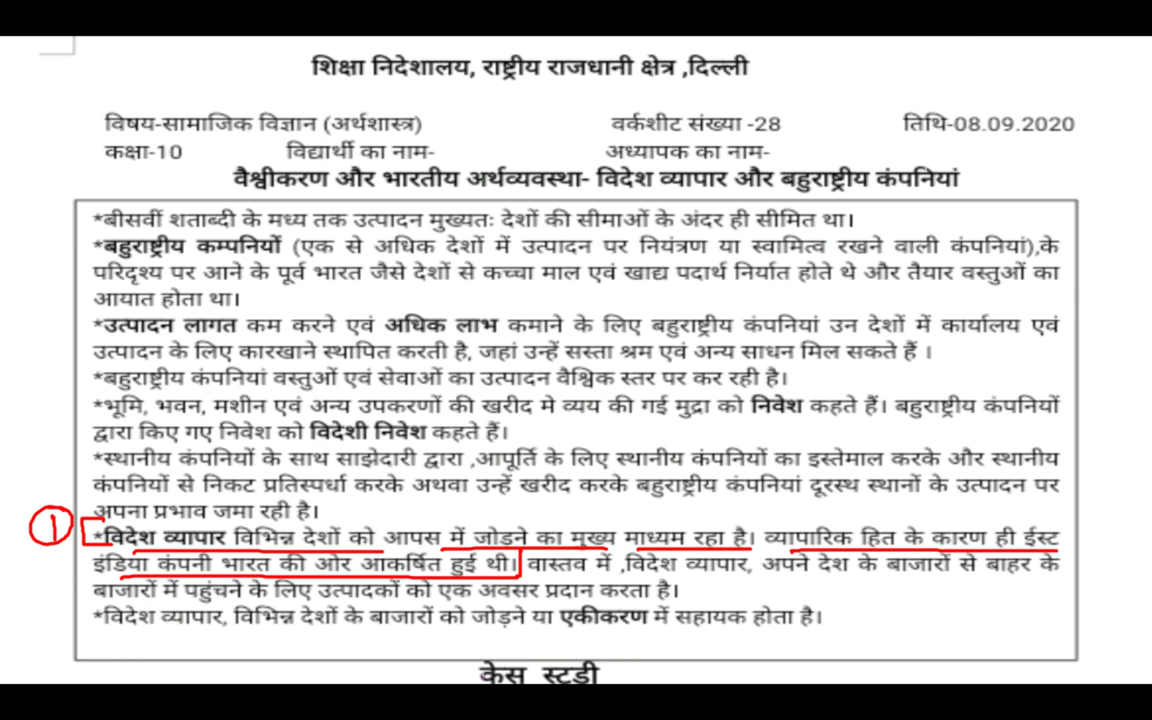 शिक्षा निदेशालय, राष्ट्रीय राजधानी क्षेत्र ,दिल्ली
विषय-सामाजिक विज्ञान (अर्थशास्त्र) वर्कशीट संख्या -28 तिथि-08.09.2020
कक्षा-10 विद्यार्थी का नाम- अध्यापक का नाम-
वैश्वीकरण और भारतीय अर्थव्यवस्था- विदेश व्यापार और बहुराष्ट्रीय कंपनियां
*बीसवीं शताब्दी के मध्य तक उत्पादन मुख्यतः देशों की सीमाओं के अंदर ही सीमित था।
*बहुराष्ट्रीय कम्पनियों (एक से अधिक देशों में उत्पादन पर नियंत्रण या स्वामित्व रखने वाली कंपनियां),के
परिदृश्य पर आने के पूर्व भारत जैसे देशों से कच्चा माल एवं खाद्य पदार्थ निर्यात होते थे और तैयार वस्तुओं का
आयात होता था।
*उत्पादन लागत कम करने एवं अधिक लाभ कमाने के लिए बहुराष्ट्रीय कंपनियां उन देशों में कार्यालय एवं
उत्पादन के लिए कारखाने स्थापित करती है, जहां उन्हें सस्ता श्रम एवं अन्य साधन मिल सकते हैं ।
*बहुराष्ट्रीय कंपनियां वस्तुओं एवं सेवाओं का उत्पादन वैश्विक स्तर पर कर रही है।
*भूमि, भवन, मशीन एवं अन्य उपकरणों की खरीद मे व्यय की गई मुद्रा को निवेश कहते हैं। बहुराष्ट्रीय कंपनियों
द्वारा किए गए निवेश को विदेशी निवेश कहते हैं।
*स्थानीय कंपनियों के साथ साझेदारी द्वारा ,आपूर्ति के लिए स्थानीय कंपनियों का इस्तेमाल करके और स्थानीय
कंपनियों से निकट प्रतिस्पर्धा करके अथवा उन्हें खरीद करके बहुराष्ट्रीय कंपनियां दूरस्थ स्थानों के उत्पादन पर
अपना प्रभाव जमा रही है।
1 *विदेश व्यापार विभिन्न देशों को आपस में जोड़ने का मुख्य माध्यम रहा है। व्यापारिक हित के कारण ही ईस्ट
इंडिया कंपनी भारत की ओर आकर्षित हुई थी। वास्तव में ,विदेश व्यापार, अपने देश के बाजारों से बाहर के
बाजारों में पहुंचने के लिए उत्पादकों को एक अवसर प्रदान करता है।
*विदेश व्यापार, विभिन्न देशों के बाजारों को जोड़ने या एकीकरण में सहायक होता है।
केस स्टडी